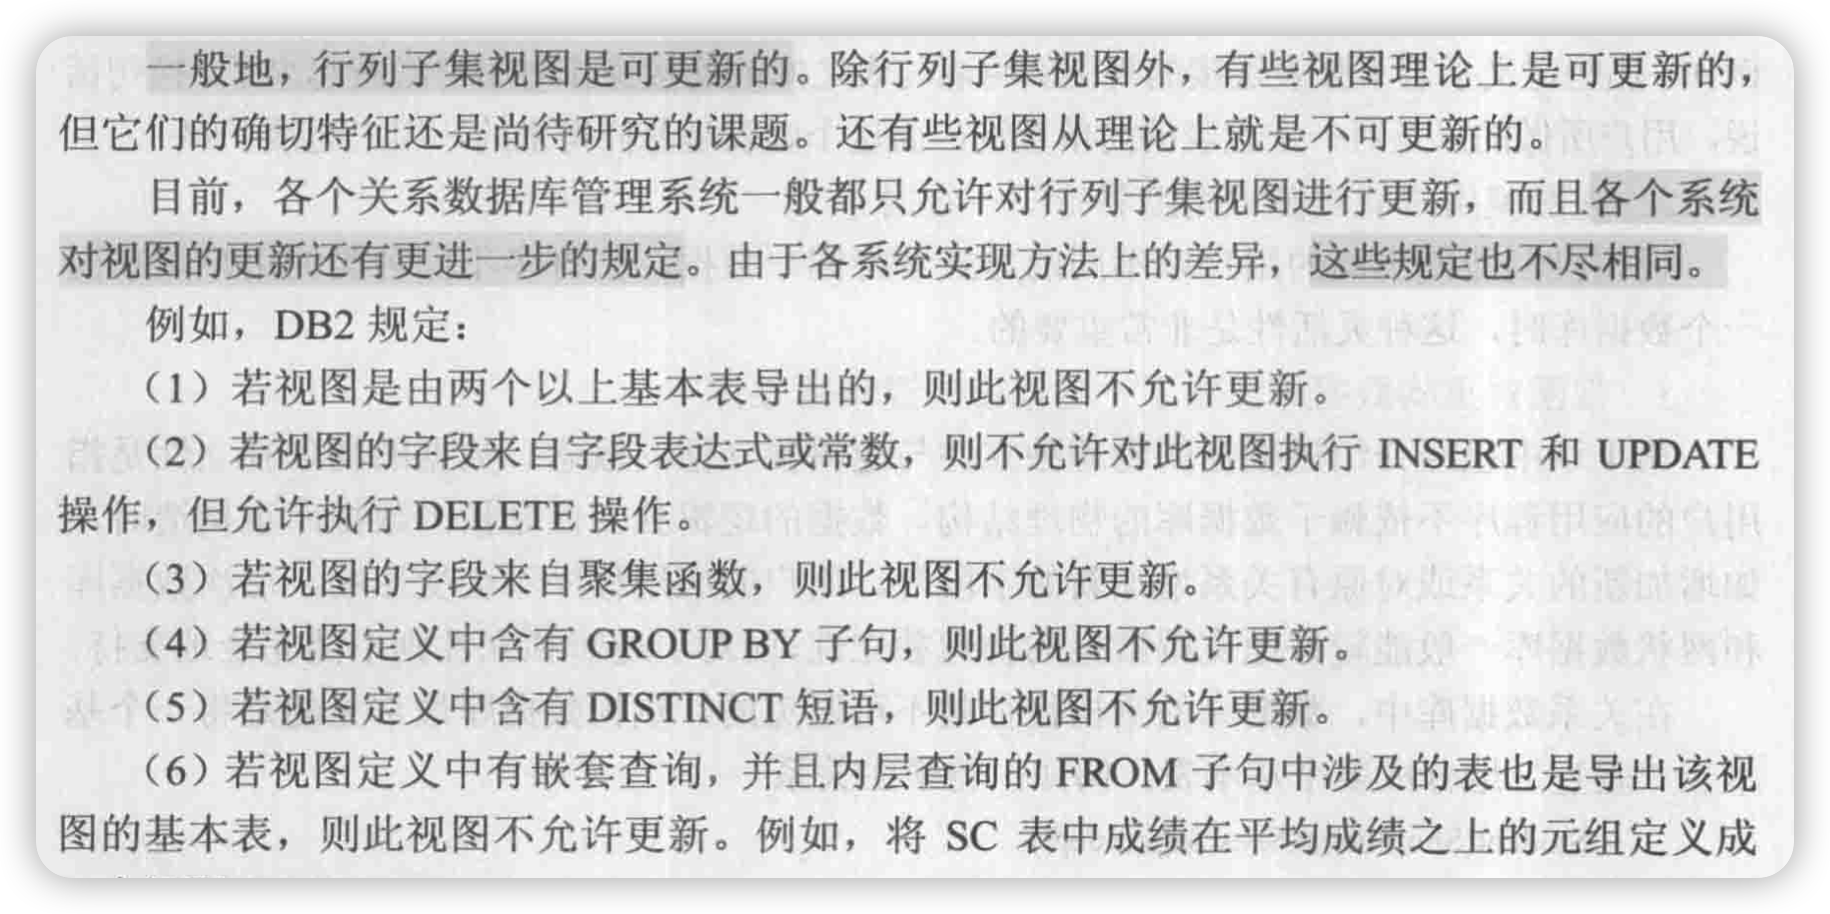 一般地，行列子集视图是可更新的。除行列子集视图外，有些视图理论上是可更新的，
但它们的确切特征还是尚待研究的课题。还有些视图从理论上就是不可更新的。
目前，各个关系数据库管理系统一般都只允许对行列子集视图进行更新，而且各个系统
对视图的更新还有更进一步的规定。由于各系统实现方法上的差异，这些规定也不尽相同。
例如，DB2 规定：
（1）若视图是由两个以上基本表导出的，则此视图不允许更新。
（2）若视图的字段来自字段表达式或常数，则不允许对此视图执行 INSERT 和 UPDATE
操作，但允许执行 DELETE 操作。
（3）若视图的字段来自聚集函数，则此视图不允许更新。
（4）若视图定义中含有 GROUP BY 子句，则此视图不允许更新。
（5）若视图定义中含有 DISTINCT 短语，则此视图不允许更新。
（6）若视图定义中有嵌套查询，并且内层查询的 FROM 子句中涉及的表也是导出该视
图的基本表，则此视图不允许更新。例如，将 SC 表中成绩在平均成绩之上的元组定义成